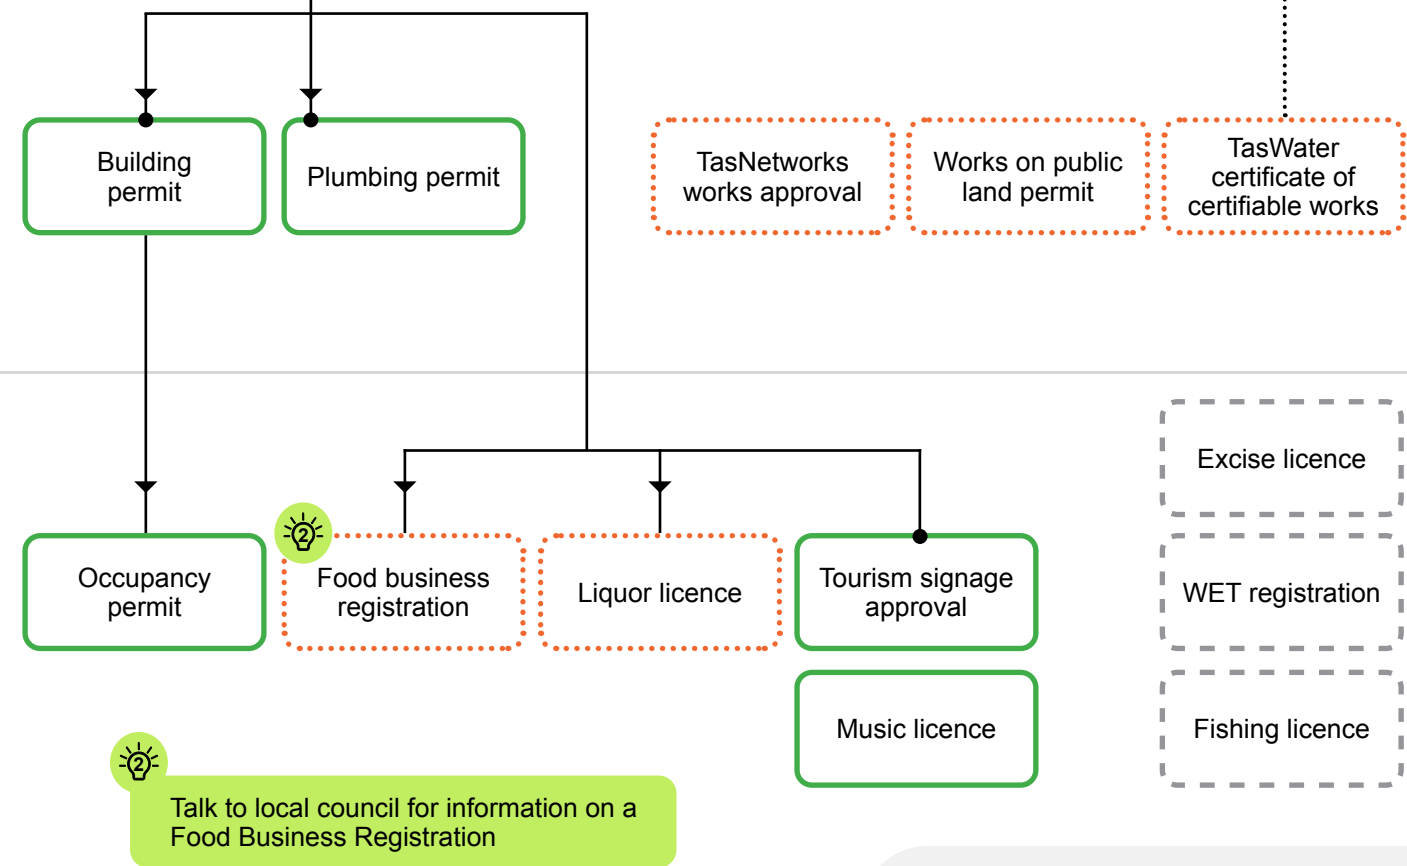 Building
permit
Plumbing permit
TasNetworks
works approval
Works on public
land permit
TasWater
certificate of
certifiable works
Excise licence
2
Occupancy
permit
Food business
registration
Liquor licence
Tourism signage
approval
WET registration
Music licence
Fishing licence
2
Talk to local council for information on a
Food Business Registration